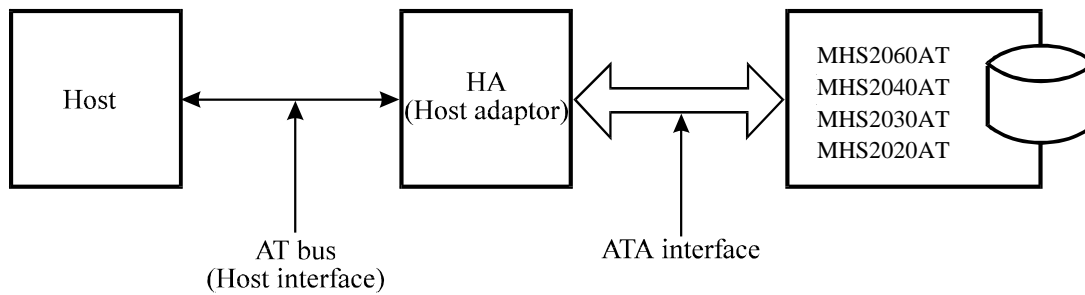 Host
HA
(Host adaptor)
MHS2060AT
MHS2040AT
MHS2030AT
MHS2020AT
AT bus
(Host interface)
ATA interface